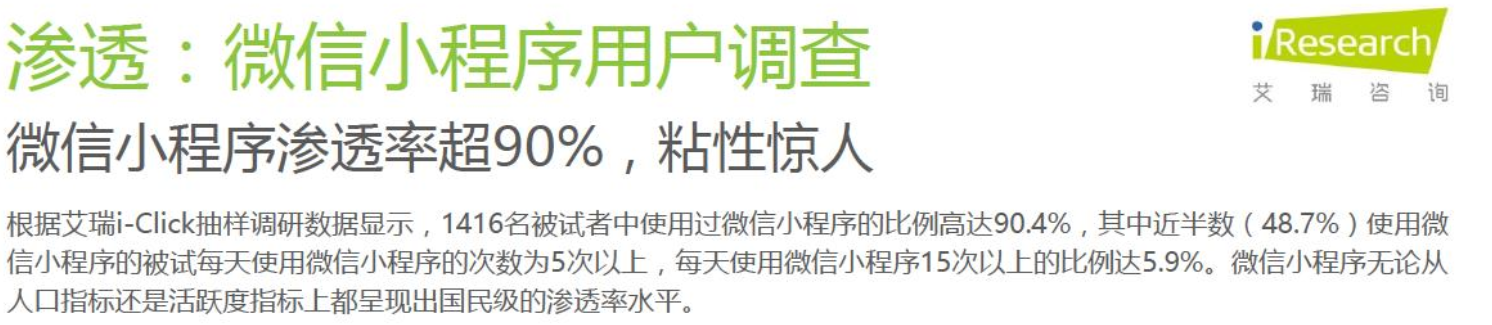 渗透：微信小程序用户调查
iResearch
艾 瑞 咨 询
微信小程序渗透率超90%，粘性惊人
根据艾瑞i-Click抽样调研数据显示，1416名被试者中使用过微信小程序的比例高达90.4%，其中近半数（48.7%）使用微
信小程序的被试每天使用微信小程序的次数为5次以上，每天使用微信小程序15次以上的比例达5.9%。微信小程序无论从
人口指标还是活跃度指标上都呈现出国民级的渗透率水平。